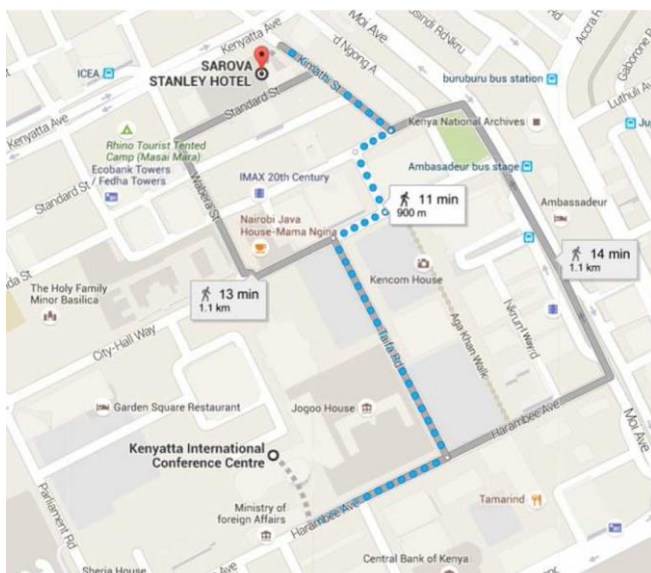 Kenyatta Ave
Moi Ave
Accra Rd
Gaborone
SAROVA
STANLEY HOTEL
ICEA
Kimathi St
buruburu bus station
Luthuli Ave
Standard St
Kenyatta Ave
Kenya National Archives
Rhino Tourist Tented
Camp (Masai Mara)
Ecobank Towers
/ Fedha Towers
IMAX 20th Century
Ambasadeur bus stage
Standard St
Wabera St
Nairobi Java
House-Mama Ngina
11 min
900 m
Ambassadeur
14 min
1.1 km
Kencom House
The Holy Family
Minor Basilica
13 min
1.1 km
City-Hall Way
Taifa Rd
Aga Khan Walk
Garden Square Restaurant
Jogoo House
Harambee Ave
Moi Ave
Kenyatta International
Conference Centre
Parliament Rd
Ministry of
foreign Affairs
Harambee Ave
Tamarind
Sheria House
Central Bank of Kenya